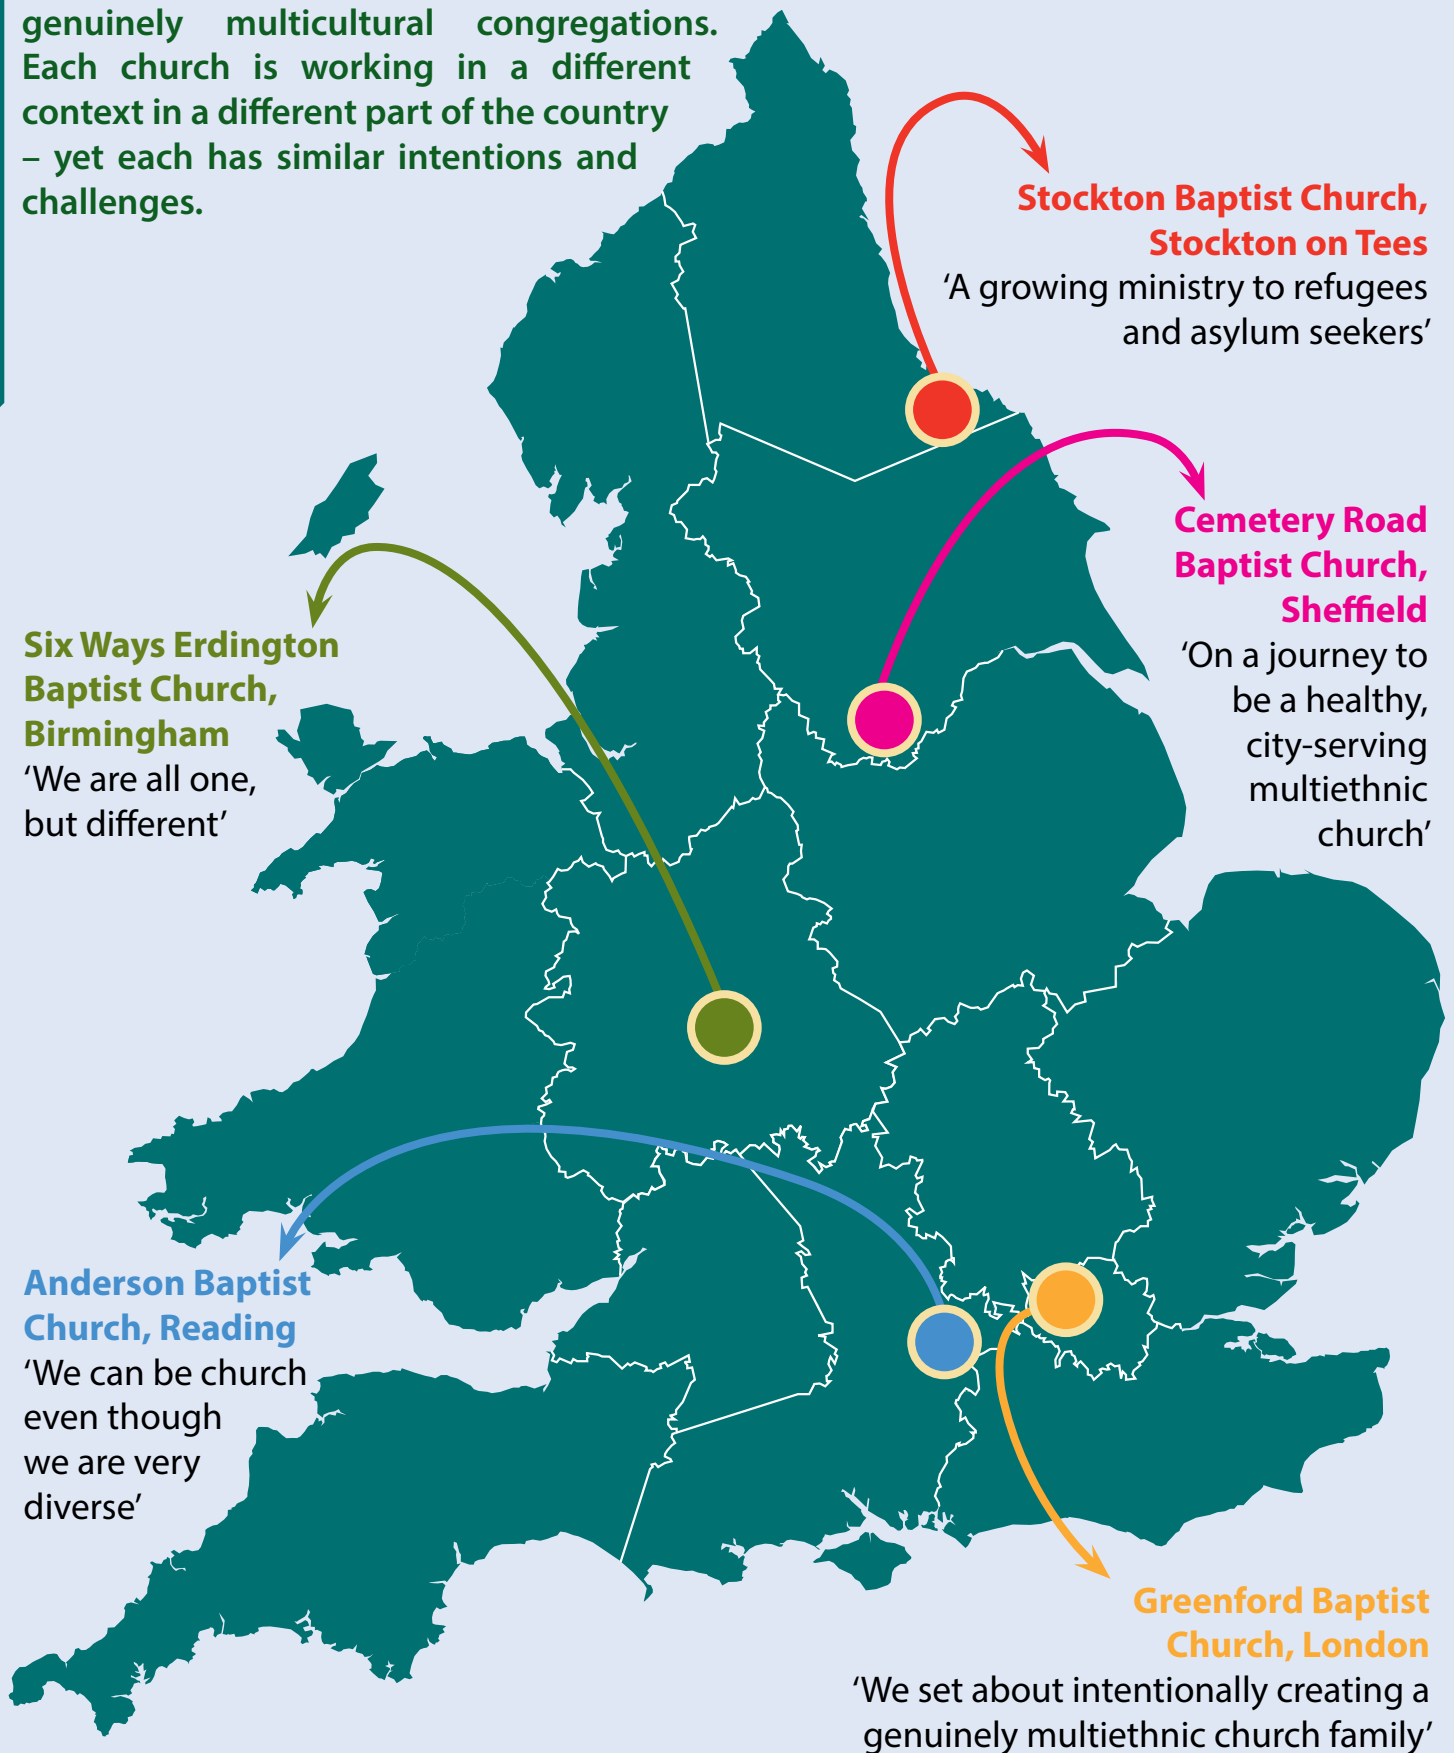 genuinely multicultural congregations.
Each church is working in a different
context in a different part of the country
– yet each has similar intentions and
challenges.
Stockton Baptist Church,
Stockton on Tees
‘A growing ministry to refugees
and asylum seekers’
Cemetery Road
Baptist Church,
Sheffield
‘On a journey to
be a healthy,
city-serving
multiethnic
church’
Six Ways Erdington
Baptist Church,
Birmingham
‘We are all one,
but different’
Anderson Baptist
Church, Reading
‘We can be church
even though
we are very
diverse’
Greenford Baptist
Church, London
‘We set about intentionally creating a
genuinely multiethnic church family’